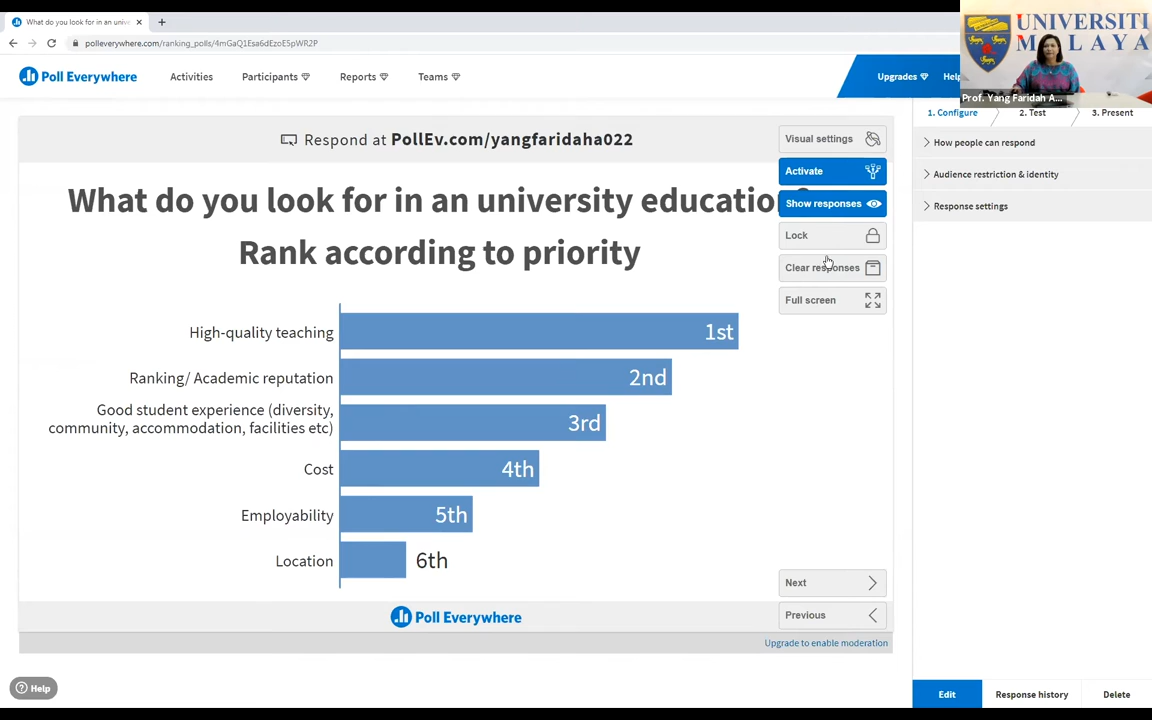 What do you look for in an unive
polleverywhere.com/ranking_polls/4mGaQ1Esa6dEzoE5pWR2P
UNIVERSITI
MALAYA
Prof. Yang Faridah A...
Poll Everywhere
Activities
Participants
Reports
Teams
Upgrades
Help
1. Configure
2. Test
3. Present
Respond at PollEv.com/yangfaridaha022
Visual settings
How people can respond
Activate
Audience restriction & identity
What do you look for in an university education?
Show responses
Response settings
Lock
Rank according to priority
Clear responses
Full screen
High-quality teaching
1st
Ranking/ Academic reputation
2nd
Good student experience (diversity,
community, accommodation, facilities etc)
3rd
Cost
4th
Employability
5th
Location
6th
Next
Previous
Poll Everywhere
Upgrade to enable moderation
Help
Edit
Response history
Delete